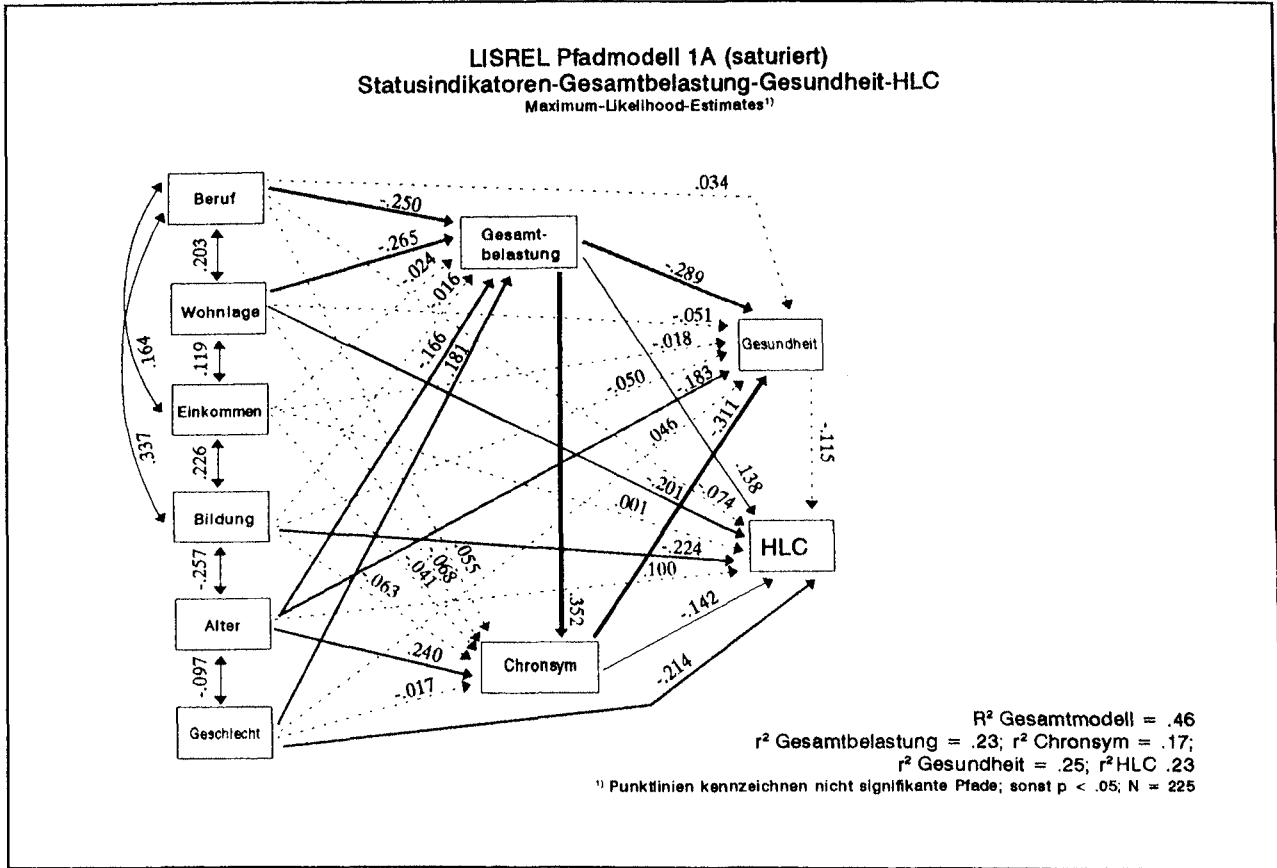 LISREL Pfadmodell 1A (saturiert)
Statusindikatoren-Gesamtbelastung-Gesundheit-HLC
Maximum-Likelihood-Estimates¹⁾
Beruf
.034
-.250
Gesamt-
belastung
.203
-.265
-.024
-.016
-.289
Wohnlage
-.051
-.018
Gesundheit
.164
.119
-.166
.181
-.050
-.183
Einkommen
.046
-.311
-.115
.337
.226
.138
-.201
-.074
.001
Bildung
HLC
-.224
.100
-.257
-.063
-.041
.068
.055
.352
-.142
Alter
.240
Chronsym
-.097
-.017
-.214
Geschlecht
R² Gesamtmodell = .46
r² Gesamtbelastung = .23; r² Chronsym = .17;
r² Gesundheit = .25; r² HLC .23
¹⁾ Punktlinien kennzeichnen nicht signifikante Pfade; sonst p < .05; N = 225